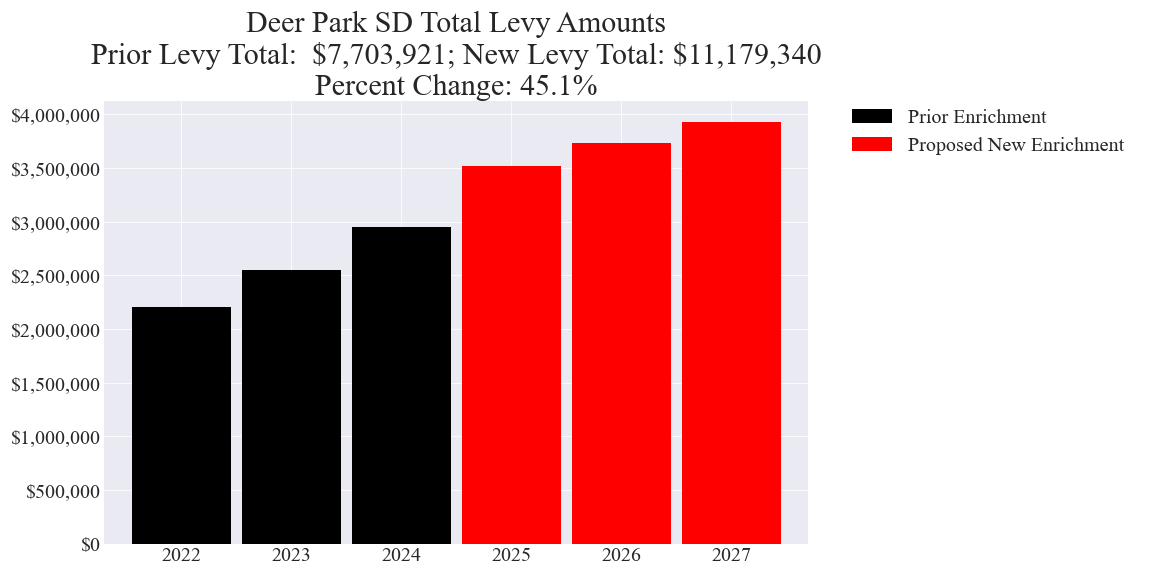 Deer Park SD Total Levy Amounts
Prior Levy Total:  $7,703,921; New Levy Total: $11,179,340
Percent Change: 45.1%
Prior Enrichment
Proposed New Enrichment
$4,000,000
$3,500,000
$3,000,000
$2,500,000
$2,000,000
$1,500,000
$1,000,000
$500,000
$0
2022 2023 2024 2025 2026 2027